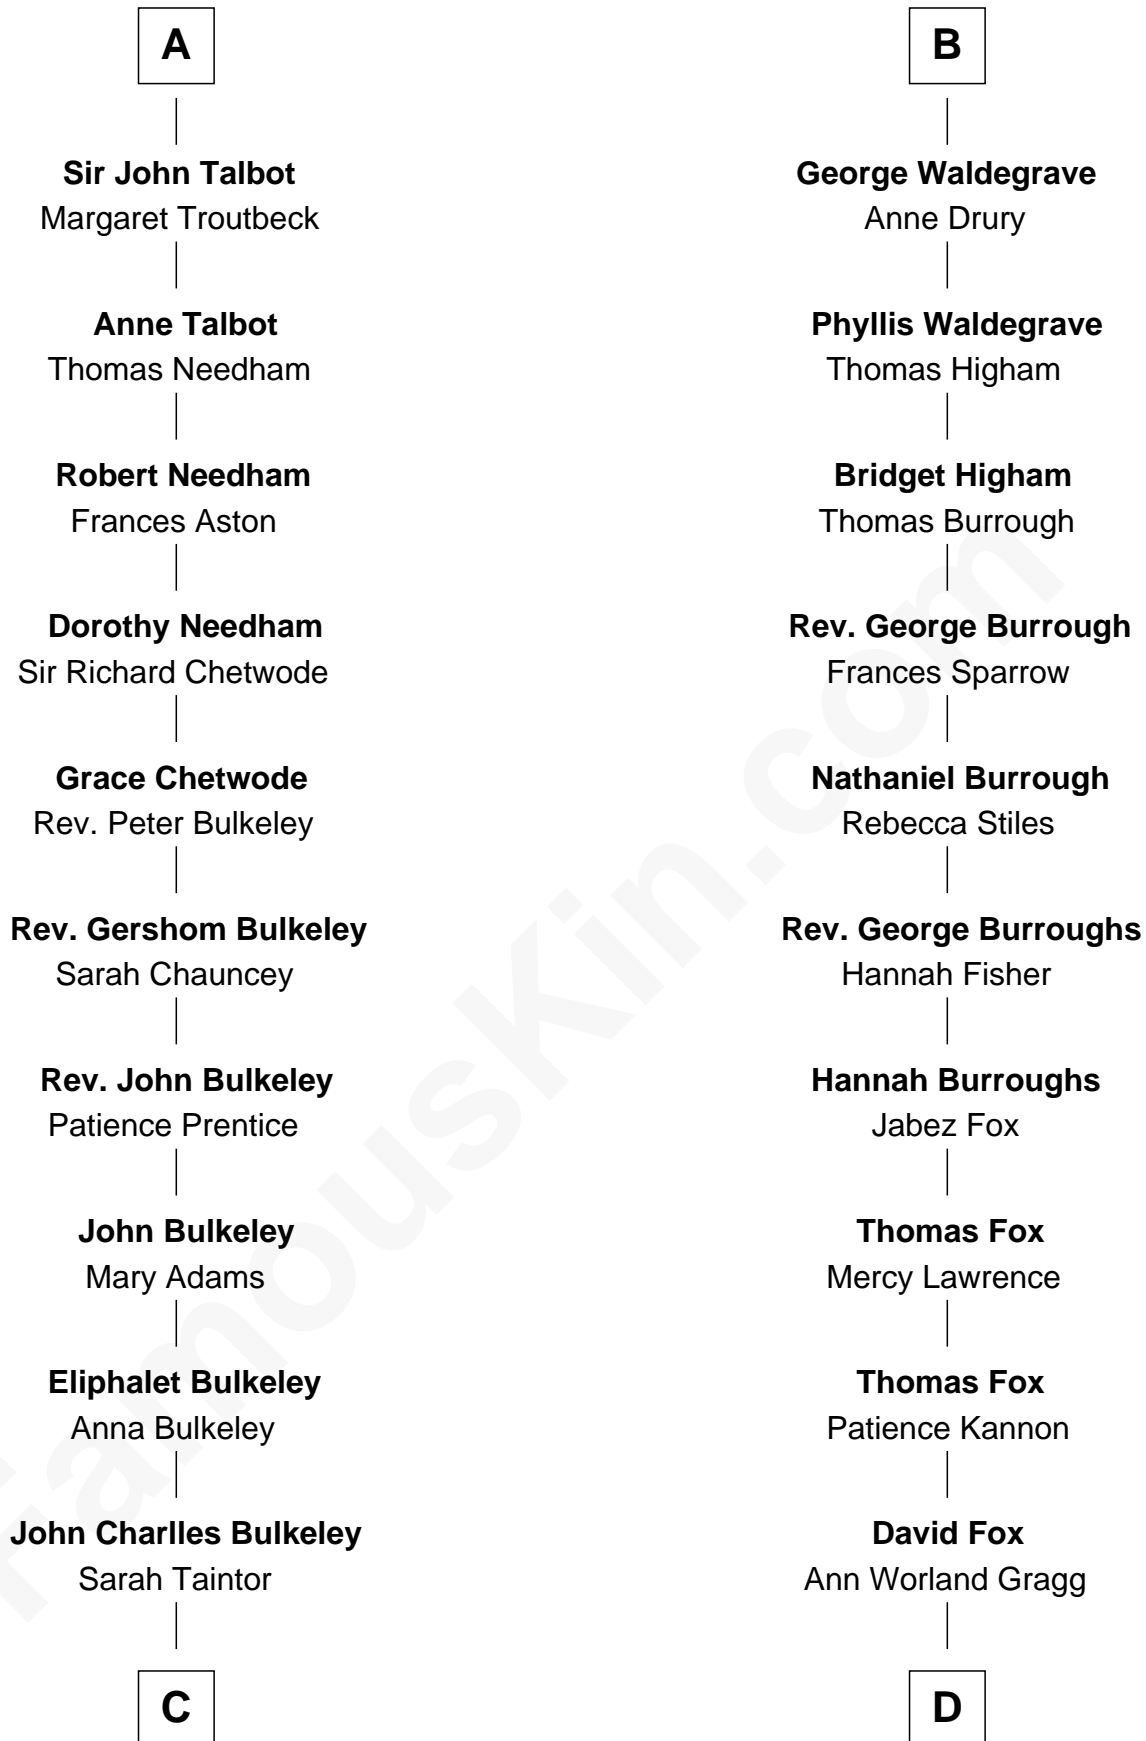 A
Sir John Talbot
Margaret Troutbeck
Anne Talbot
Thomas Needham
Robert Needham
Frances Aston
Dorothy Needham
Sir Richard Chetwode
Grace Chetwode
Rev. Peter Bulkeley
Rev. Gershom Bulkeley
Sarah Chauncey
Rev. John Bulkeley
Patience Prentice
John Bulkeley
Mary Adams
Eliphalet Bulkeley
Anna Bulkeley
John Charlles Bulkeley
Sarah Taintor
C
B
George Waldegrave
Anne Drury
Phyllis Waldegrave
Thomas Higham
Bridget Higham
Thomas Burrough
Rev. George Burrough
Frances Sparrow
Nathaniel Burrough
Rebecca Stiles
Rev. George Burroughs
Hannah Fisher
Hannah Burroughs
Jabez Fox
Thomas Fox
Mercy Lawrence
Thomas Fox
Patience Kannon
David Fox
Ann Worland Gragg
D
FamousKin.com